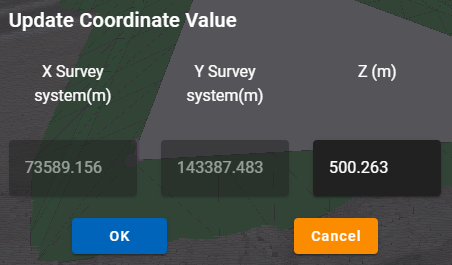 Update Coordinate Value
X Survey
system(m)
Y Survey
system(m)
Z (m)
73589.156
143387.483
500.263
OK
Cancel